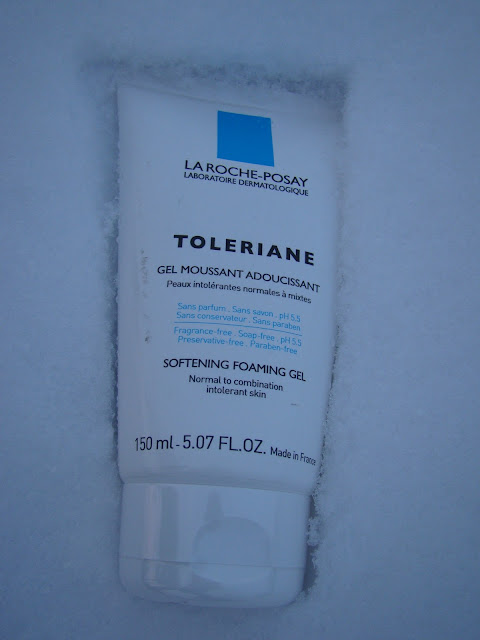 LA ROCHE-POSAY
LABORATOIRE DERMATOLOGIQUE
TOLERIANE
GEL MOUSSANT ADOUCISSANT
Peaux intolérantes normales à mixtes
Sans parfum . Sans savon . pH 5.5
Sans conservateur . Sans paraben
Fragrance-free . Soap-free . pH 5.5
Preservative-free . Paraben-free
SOFTENING FOAMING GEL
Normal to combination
intolerant skin
150 ml - 5.07 FL.OZ. Made in France